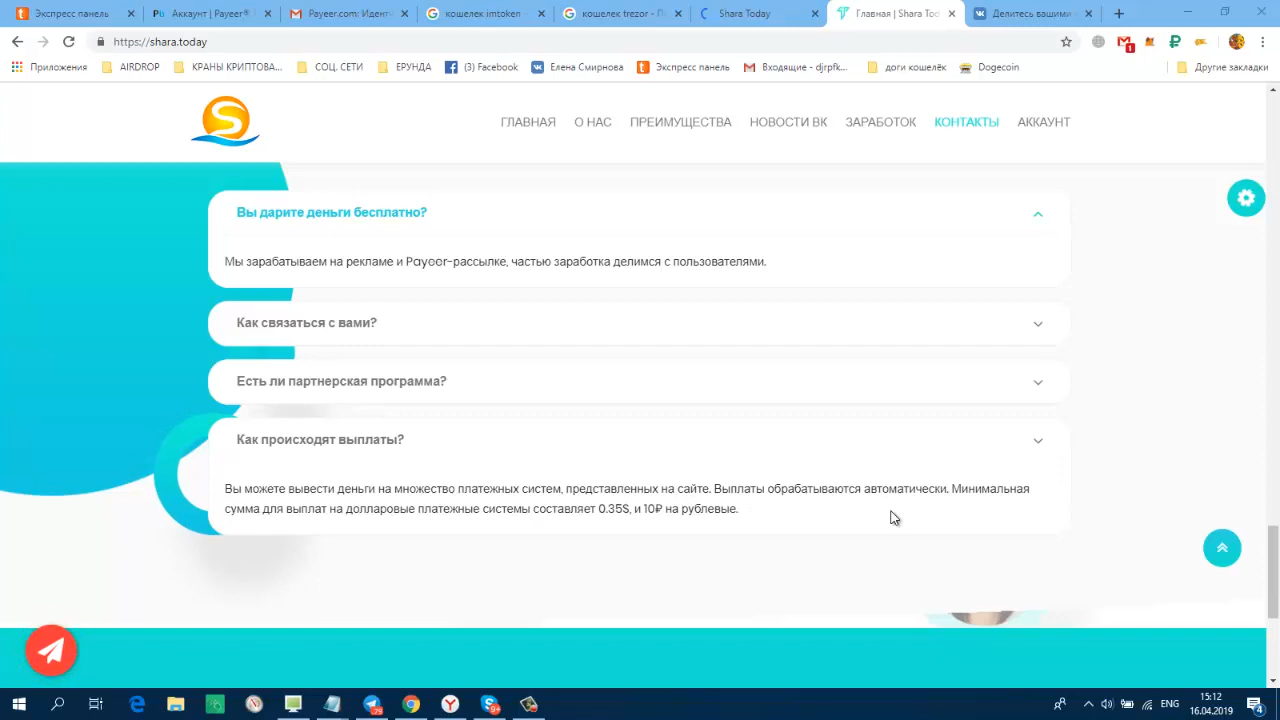 Экспресс панель
Аккаунт | Payeer®
Payeer.com: Идент
кошелек imtoken -
кошелек trezor - П
Shara Today
Главная | Shara To
Делитесь вашими
https://shara.today
1
Приложения
AIRDROP
КРАНЫ КРИПТОВА...
СОЦ. СЕТИ
ЕРУНДА
(3) Facebook
Елена Смирнова
Экспресс панель
Входящие - djrpfk...
доги кошелёк
Dogecoin
Другие закладки
ГЛАВНАЯ О НАС ПРЕИМУЩЕСТВА НОВОСТИ ВК ЗАРАБОТОК КОНТАКТЫ АККАУНТ
Вы дарите деньги бесплатно?
Мы зарабатываем на рекламе и Payeer-рассылке, частью заработка делимся с пользователями.
Как связаться с вами?
Есть ли партнерская программа?
Как происходят выплаты?
Вы можете вывести деньги на множество платежных систем, представленных на сайте. Выплаты обрабатываются автоматически. Минимальная
сумма для выплат на долларовые платежные системы составляет 0.35$, и 10₽ на рублевые.
ENG
15:12
16.04.2019